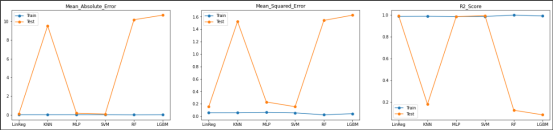 Mean_Absolute_Error
Train
Test
10
8
6
4
2
0
LinReg KNN MLP SVM RF LGBM
Mean_Squared_Error
Train
Test
1.6
1.4
1.2
1.0
0.8
0.6
0.4
0.2
0.0
LinReg KNN MLP SVM RF LGBM
R2_Score
1.0
0.8
0.6
0.4
0.2
Train
Test
LinReg KNN MLP SVM RF LGBM